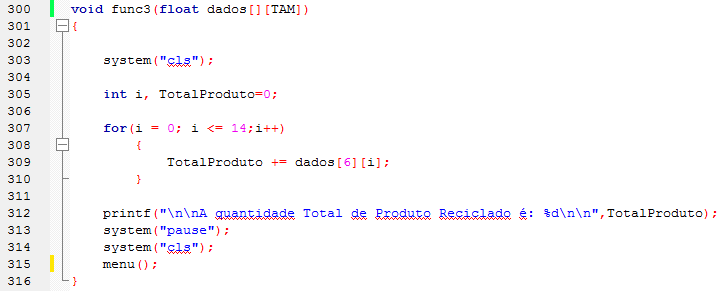 300 void func3(float dados[][TAM])
301 {
302
303 system("cls");
304
305 int i, TotalProduto=0;
306
307 for(i = 0; i <= 14;i++)
308 {
309 TotalProduto += dados[6][i];
310 }
311
312 printf("\n\nA quantidade Total de Produto Reciclado é: %d\n\n",TotalProduto);
313 system("pause");
314 system("cls");
315 menu();
316 }